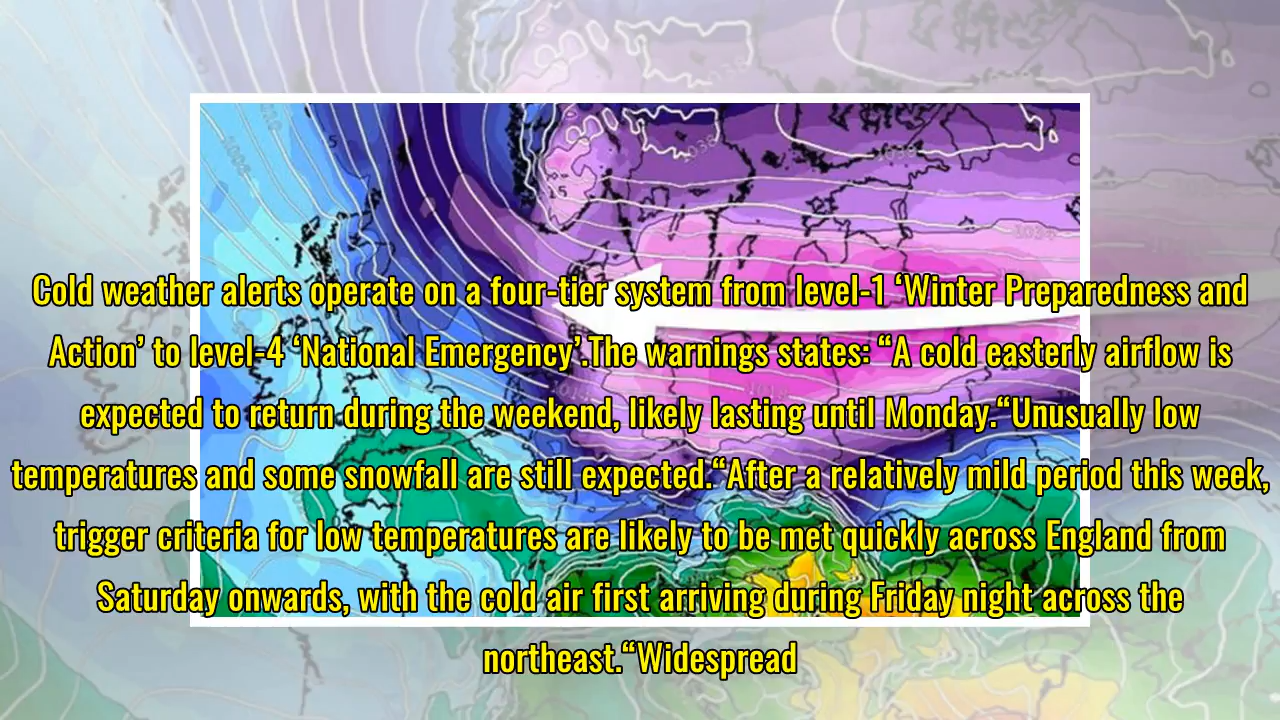 Cold weather alerts operate on a four-tier system from level-1 ‘Winter Preparedness and
Action’ to level-4 ‘National Emergency’.The warnings states: “A cold easterly airflow is
expected to return during the weekend, likely lasting until Monday.“Unusually low
temperatures and some snowfall are still expected.“After a relatively mild period this week,
trigger criteria for low temperatures are likely to be met quickly across England from
Saturday onwards, with the cold air first arriving during Friday night across the
northeast.“Widespread